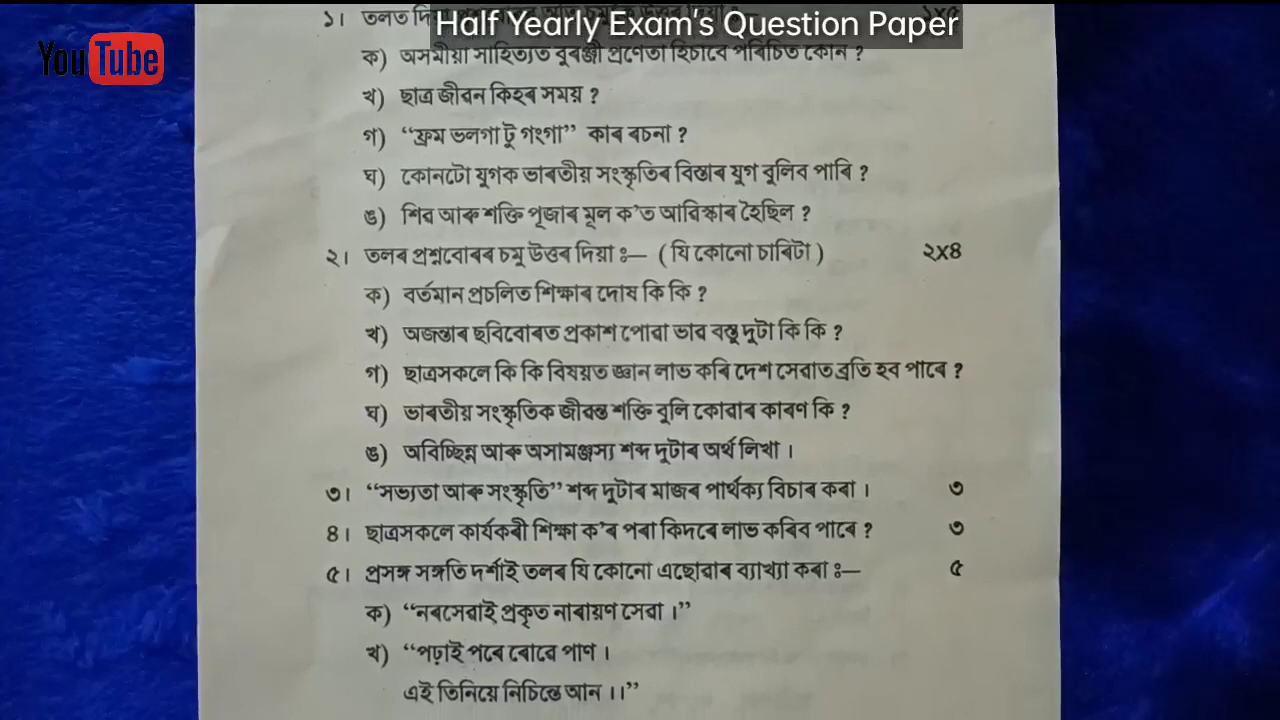 Half Yearly Exam's Question Paper
YouTube
১। তলত
ক) অসমীয়া সাহিত্যত বুৰঞ্জী প্ৰণেতা হিচাবে পৰিচিত কোন ?
খ) ছাত্ৰ জীৱন কিহৰ সময় ?
গ) “ফ্ৰম ভলগা টু গংগা” কাৰ ৰচনা ?
ঘ) কোনটো যুগক ভাৰতীয় সংস্কৃতিৰ বিস্তাৰ যুগ বুলিব পাৰি ?
ঙ) শিৱ আৰু শক্তি পূজাৰ মূল ক'ত আৱিস্কাৰ হৈছিল ?
২। তলৰ প্ৰশ্নবোৰৰ চমু উত্তৰ দিয়া ঃ— ( যি কোনো চাৰিটা ) ২x৪
ক) বৰ্তমান প্ৰচলিত শিক্ষাৰ দোষ কি কি ?
খ) অজন্তাৰ ছবিবোৰত প্ৰকাশ পোৱা ভাৱ বস্তু দুটা কি কি ?
গ) ছাত্ৰসকলে কি কি বিষয়ত জ্ঞান লাভ কৰি দেশ সেৱাত ব্ৰতি হব পাৰে ?
ঘ) ভাৰতীয় সংস্কৃতিক জীৱন্ত শক্তি বুলি কোৱাৰ কাৰণ কি ?
ঙ) অবিচ্ছিন্ন আৰু অসামঞ্জস্য শব্দ দুটাৰ অৰ্থ লিখা ।
৩। “সভ্যতা আৰু সংস্কৃতি” শব্দ দুটাৰ মাজৰ পাৰ্থক্য বিচাৰ কৰা । ৩
৪। ছাত্ৰসকলে কাৰ্যকৰী শিক্ষা ক'ৰ পৰা কিদৰে লাভ কৰিব পাৰে ? ৩
৫। প্ৰসঙ্গ সঙ্গতি দৰ্শাই তলৰ যি কোনো এছোৱাৰ ব্যাখ্যা কৰা ঃ— ৫
ক) “নৰসেৱাই প্ৰকৃত নাৰায়ণ সেৱা ।”
খ) “পঢ়াই পৰে ৰোৱে পাণ ।
এই তিনিয়ে নিচিন্তে আন ।।”